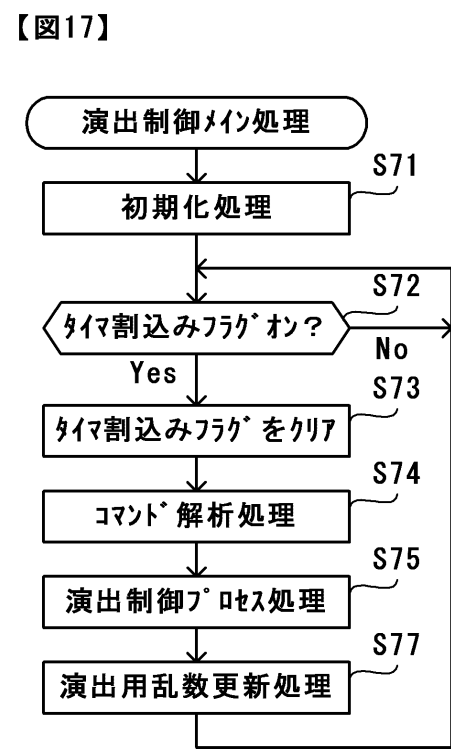 【図17】
演出制御ﾒｲﾝ処理
S71
初期化処理
S72
ﾀｲﾏ割込みﾌﾗｸﾞｵﾝ?
No
Yes
S73
ﾀｲﾏ割込みﾌﾗｸﾞをｸﾘｱ
S74
ｺﾏﾝﾄﾞ解析処理
S75
演出制御ﾌﾟﾛｾｽ処理
S77
演出用乱数更新処理